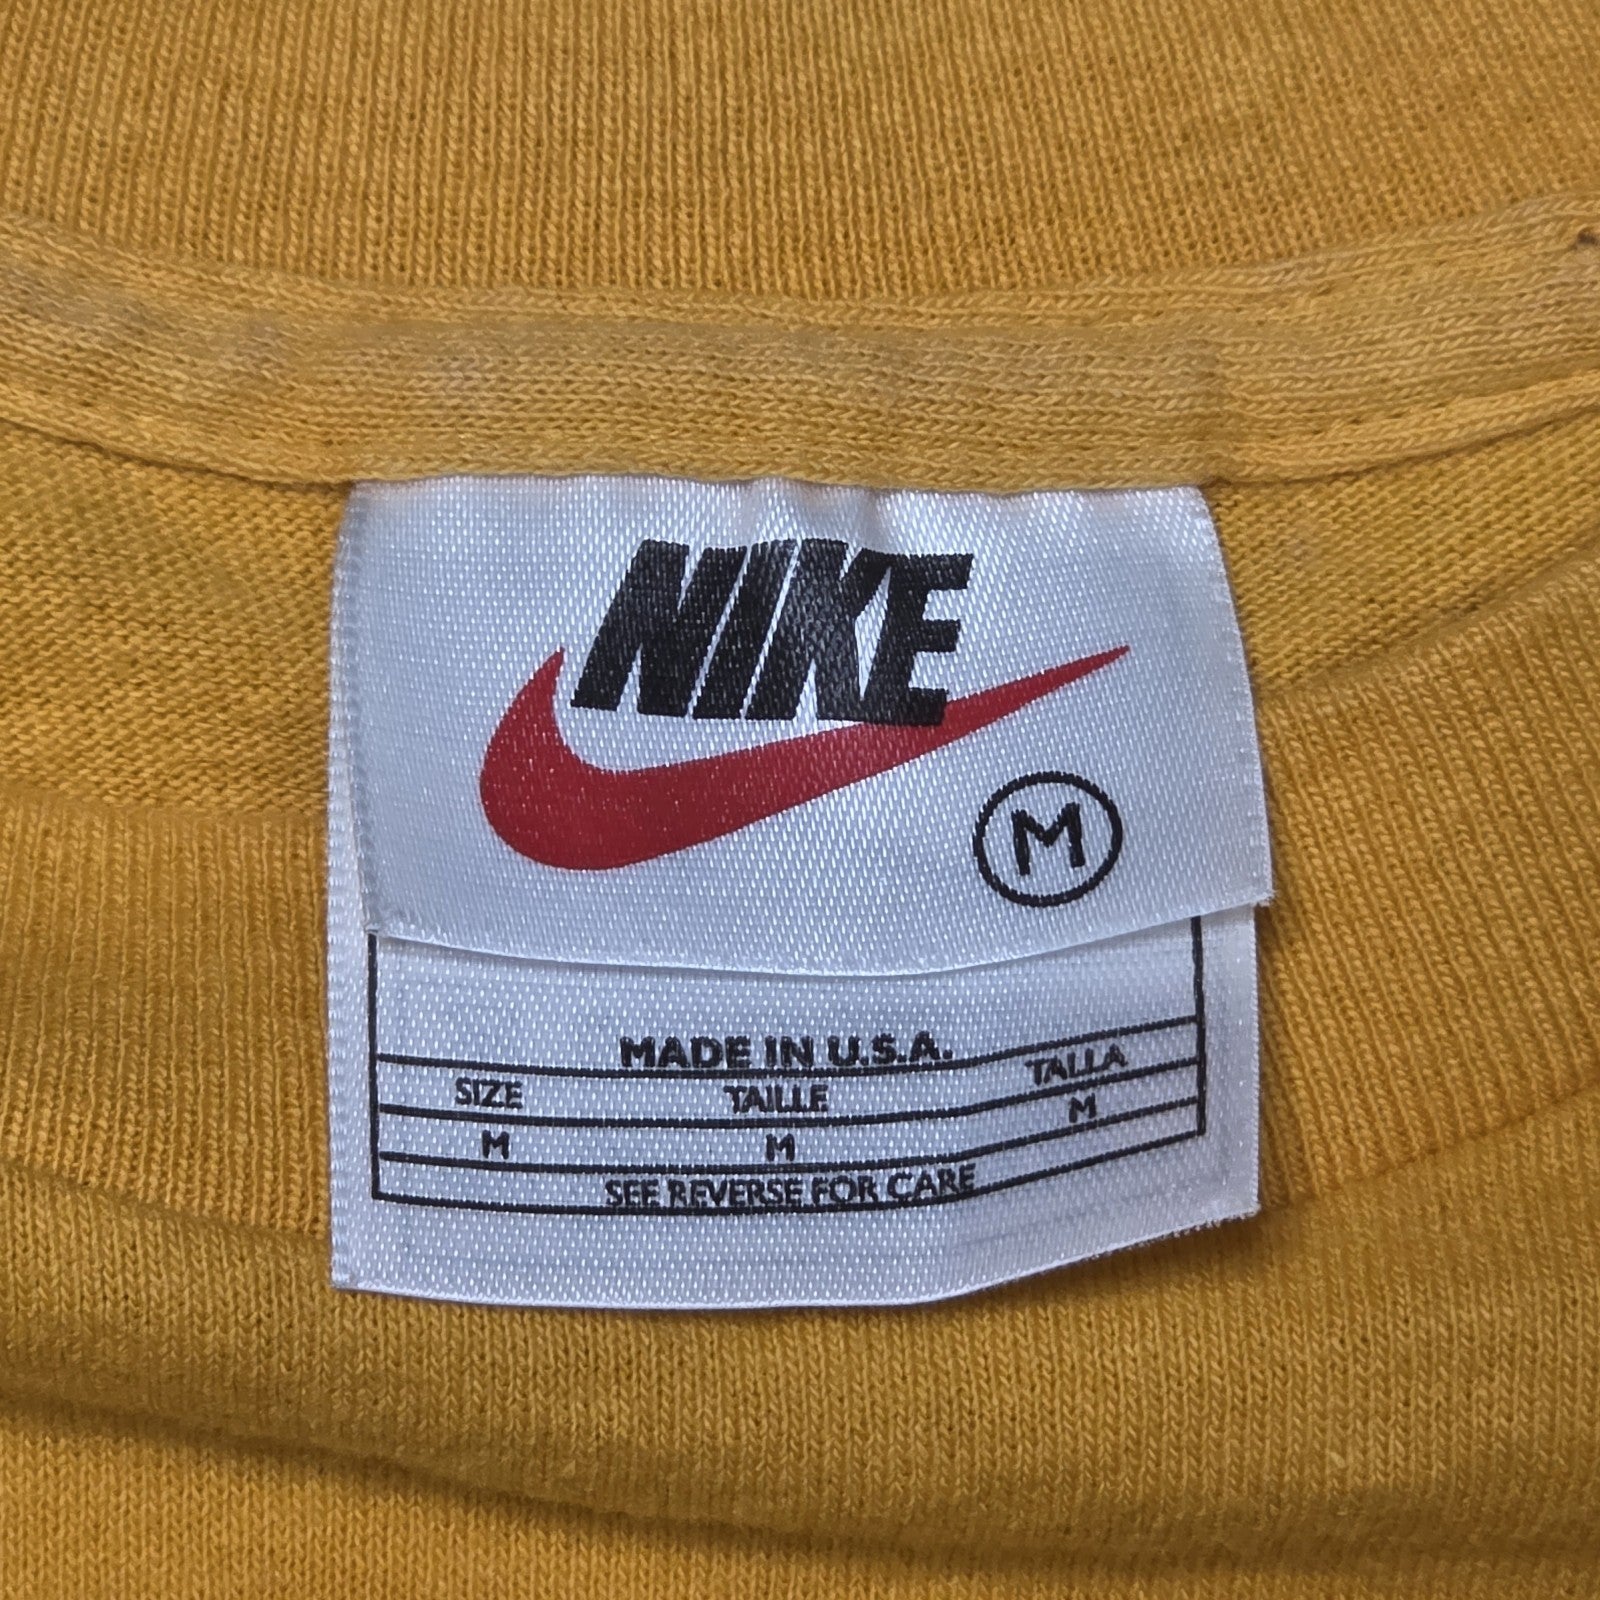 NIKE
M
MADE IN U.S.A.
SIZE TAILLE TALLA
M M M
SEE REVERSE FOR CARE